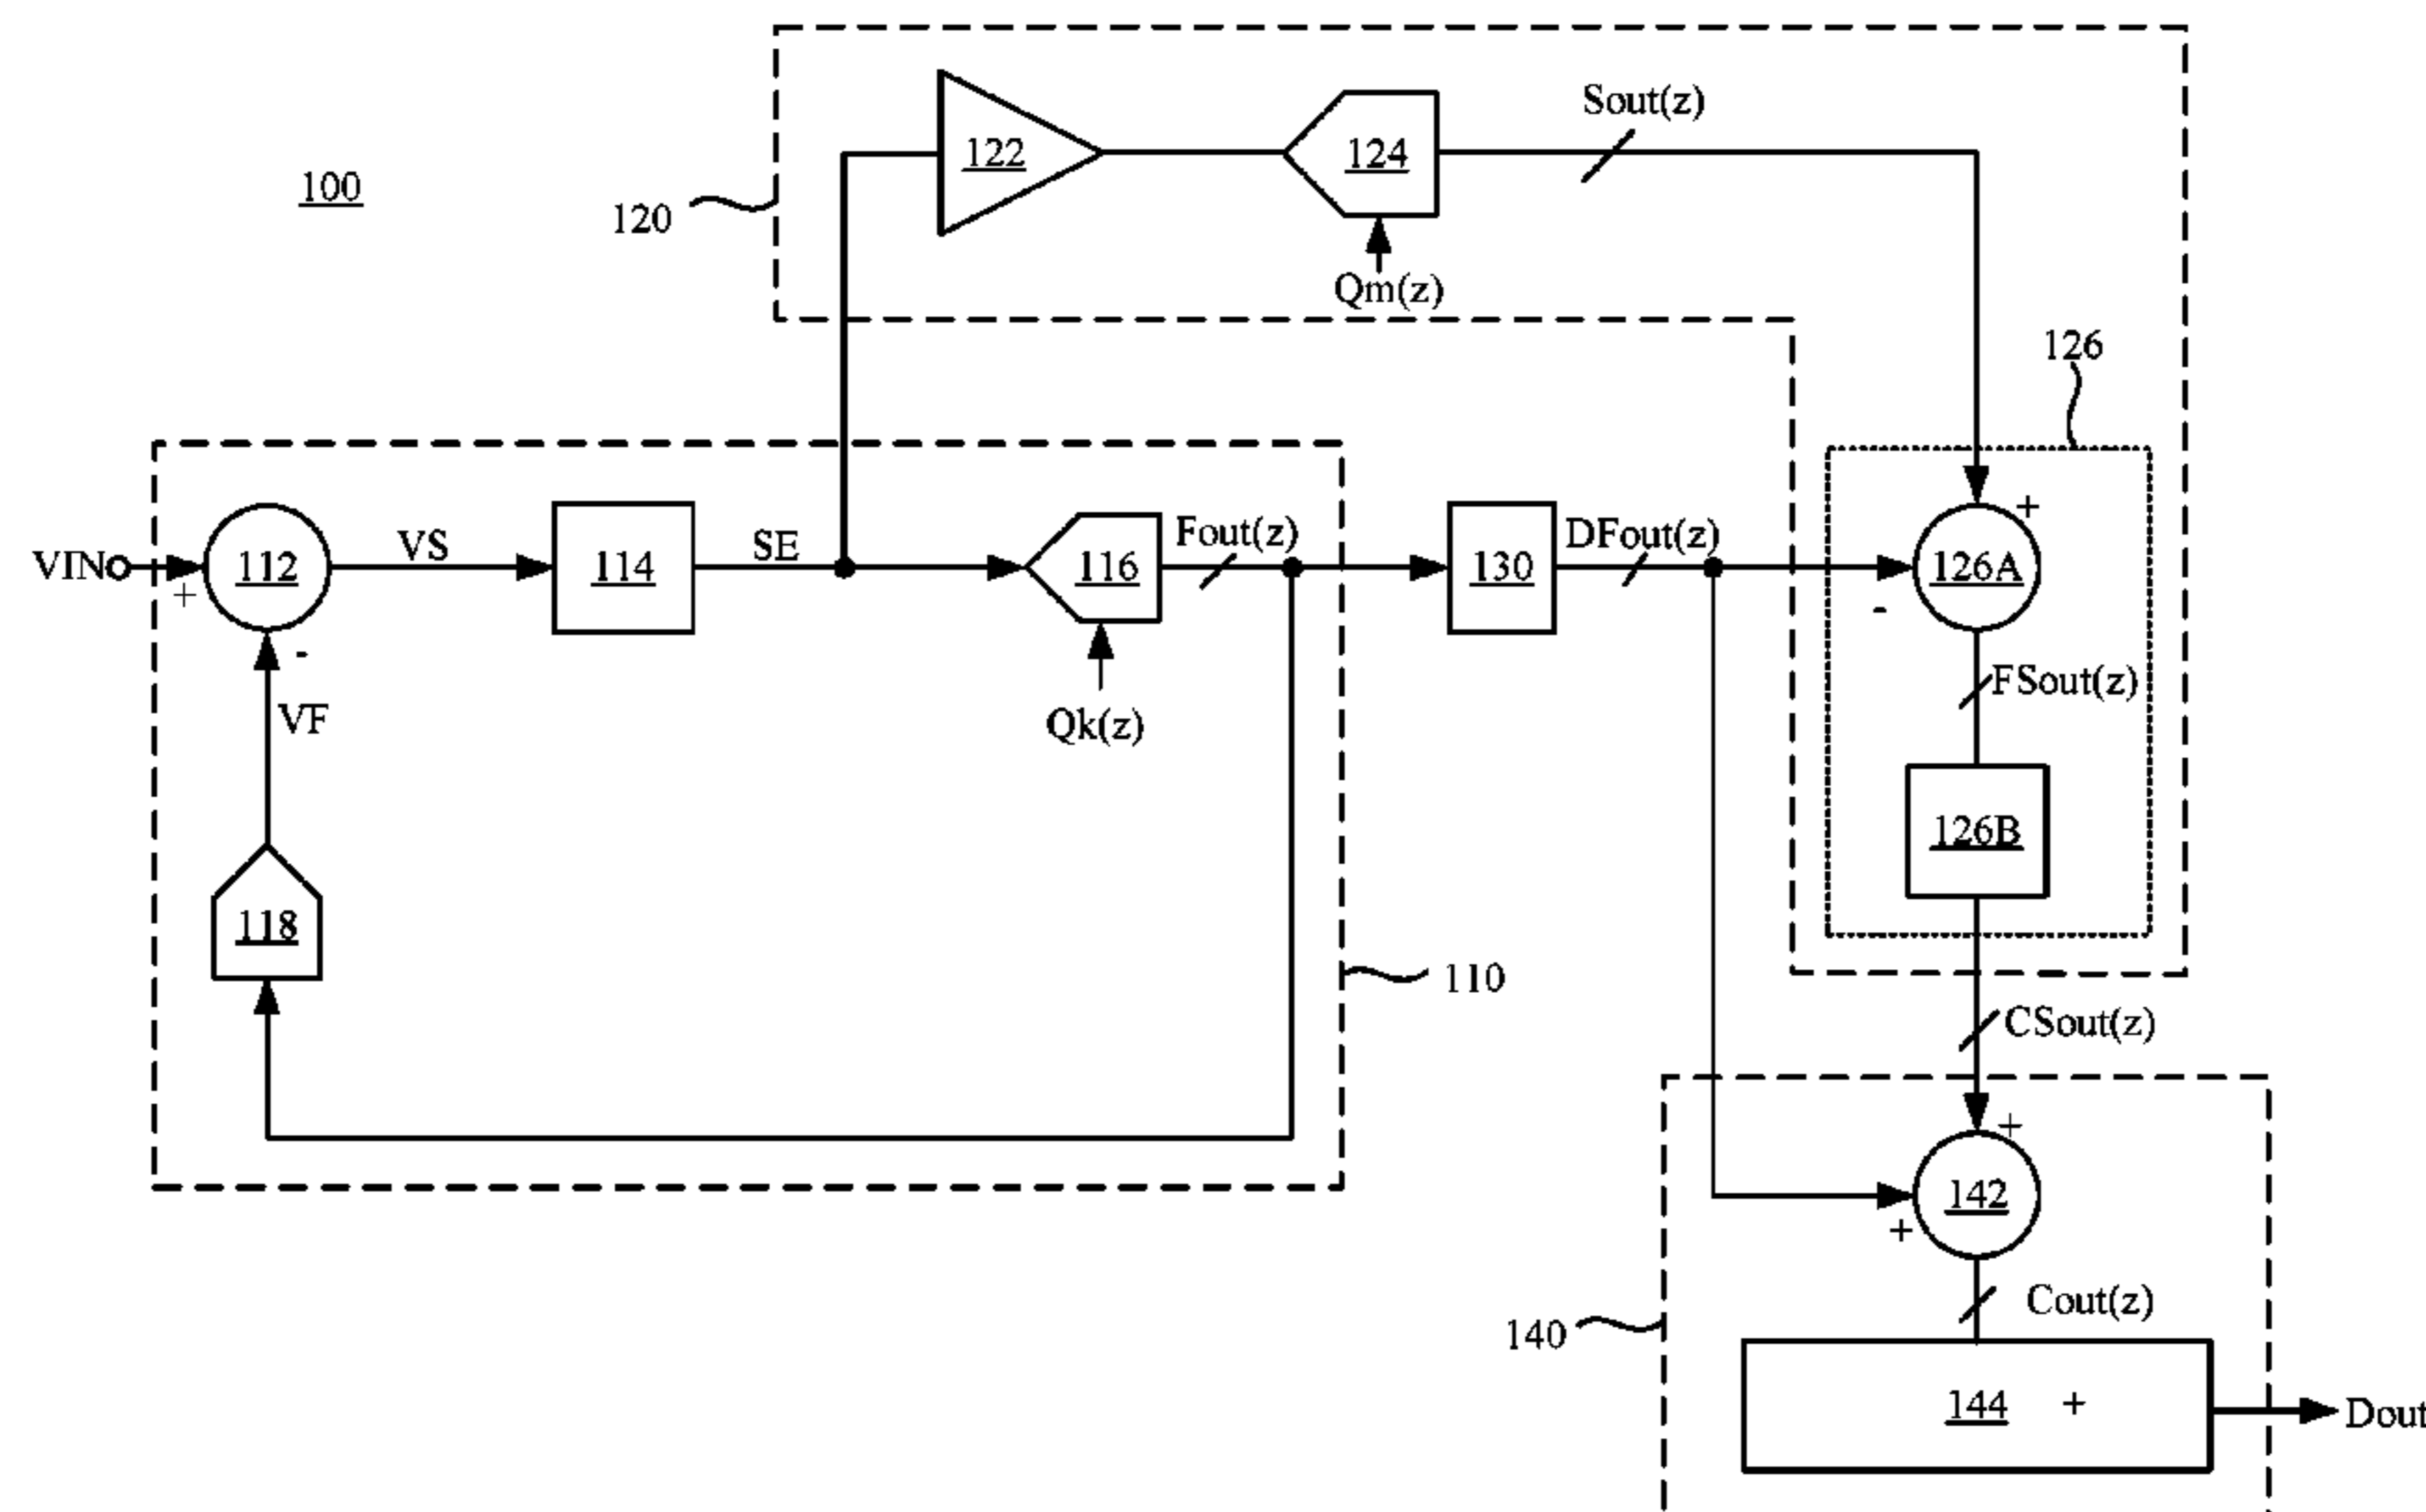 Sout(z)
122
124
100
120
Qm(z)
126
VIN
+
112
VS
114
SE
116
Fout(z)
130
DFout(z)
+
126A
-
-
VF
Qk(z)
FSout(z)
126B
118
110
CSout(z)
+
142
+
Cout(z)
140
144 +
Dout